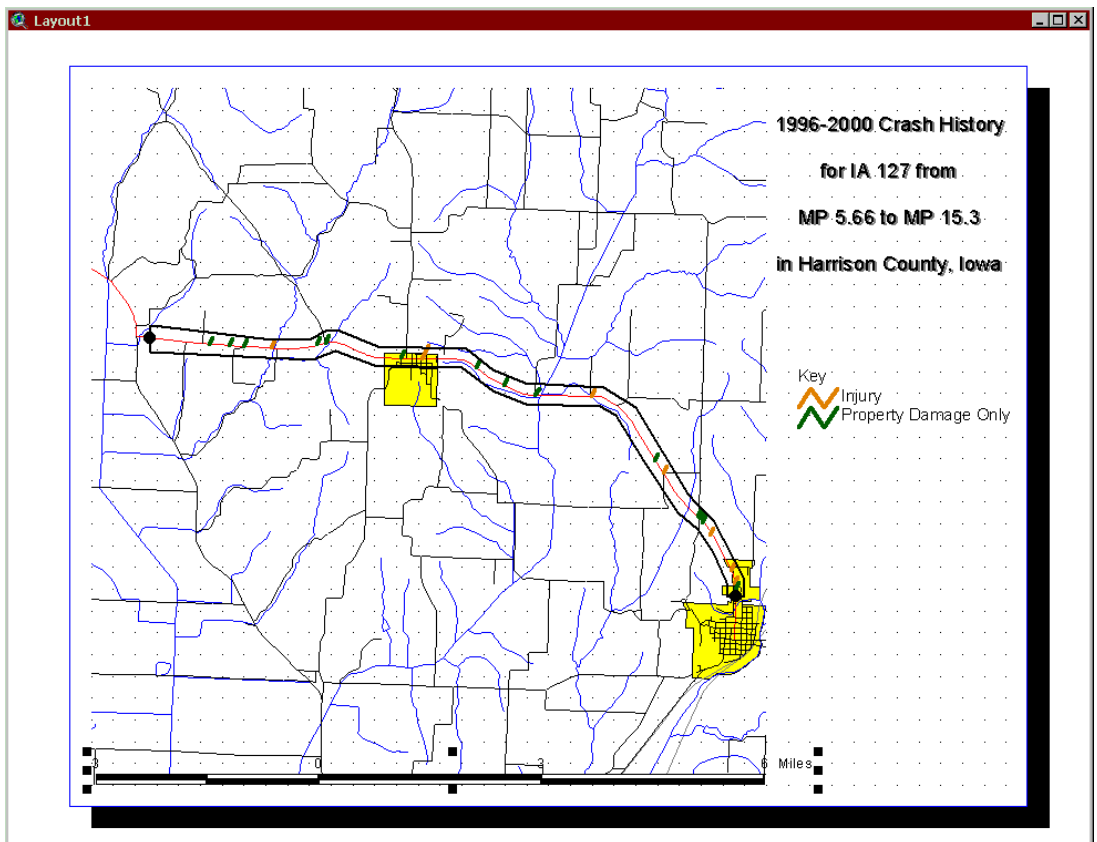 Layout1
1996-2000 Crash History
for IA 127 from
MP 5.66 to MP 15.3
in Harrison County, Iowa
Key
Injury
Property Damage Only
3 0 3 6 Miles